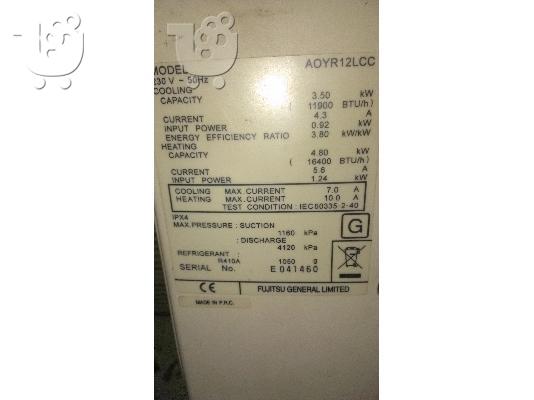 MODEL AOYR12LCC
230 V ~ 50Hz
COOLING
CAPACITY 3.50 kW
( 11900 BTU/h)
CURRENT 4.3 A
INPUT POWER 0.92 kW
ENERGY EFFICIENCY RATIO 3.80 kW/kW
HEATING
CAPACITY 4.80 kW
( 16400 BTU/h)
CURRENT 5.6 A
INPUT POWER 1.24 kW
COOLING MAX.CURRENT 7.0 A
HEATING MAX.CURRENT 10.0 A
TEST CONDITION : IEC60335-2-40
IPX4
MAX.PRESSURE : SUCTION
1160 kPa
: DISCHARGE
4120 kPa
REFRIGERANT :
R410A 1050 g
SERIAL No. E041460
G
CE
FUJITSU GENERAL LIMITED
MADE IN P.R.C.